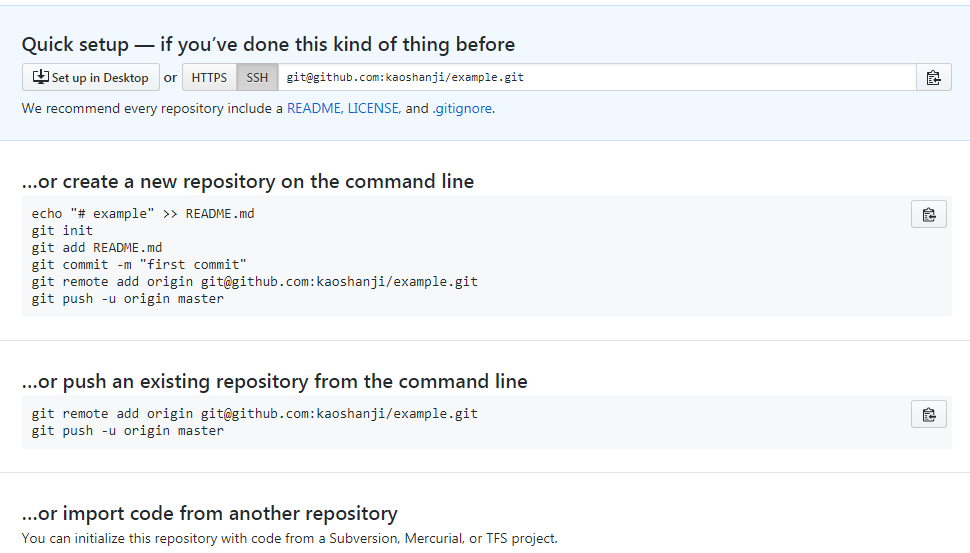 Quick setup — if you’ve done this kind of thing before
Set up in Desktop or HTTPS SSH git@github.com:kaoshanji/example.git
We recommend every repository include a README, LICENSE, and .gitignore.
…or create a new repository on the command line
echo "# example" >> README.md
git init
git add README.md
git commit -m "first commit"
git remote add origin git@github.com:kaoshanji/example.git
git push -u origin master
…or push an existing repository from the command line
git remote add origin git@github.com:kaoshanji/example.git
git push -u origin master
…or import code from another repository
You can initialize this repository with code from a Subversion, Mercurial, or TFS project.